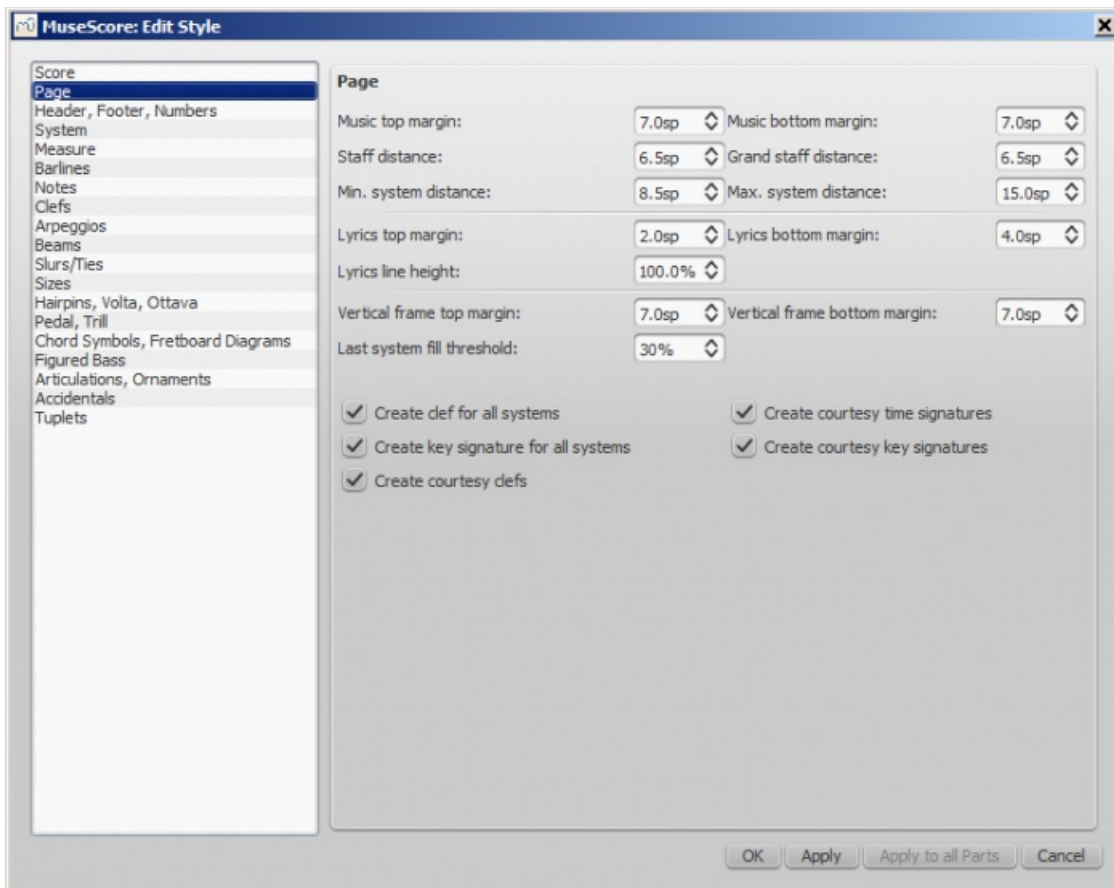 MuseScore: Edit Style
Score
Page
Header, Footer, Numbers
System
Measure
Barlines
Notes
Clefs
Arpeggios
Beams
Slurs/Ties
Sizes
Hairpins, Volta, Ottava
Pedal, Trill
Chord Symbols, Fretboard Diagrams
Figured Bass
Articulations, Ornaments
Accidentals
Tuplets
Page
Music top margin: 7.0sp Music bottom margin: 7.0sp
Staff distance: 6.5sp Grand staff distance: 6.5sp
Min. system distance: 8.5sp Max. system distance: 15.0sp
Lyrics top margin: 2.0sp Lyrics bottom margin: 4.0sp
Lyrics line height: 100.0%
Vertical frame top margin: 7.0sp Vertical frame bottom margin: 7.0sp
Last system fill threshold: 30%
Create clef for all systems Create courtesy time signatures
Create key signature for all systems Create courtesy key signatures
Create courtesy clefs
OK Apply Apply to all Parts Cancel